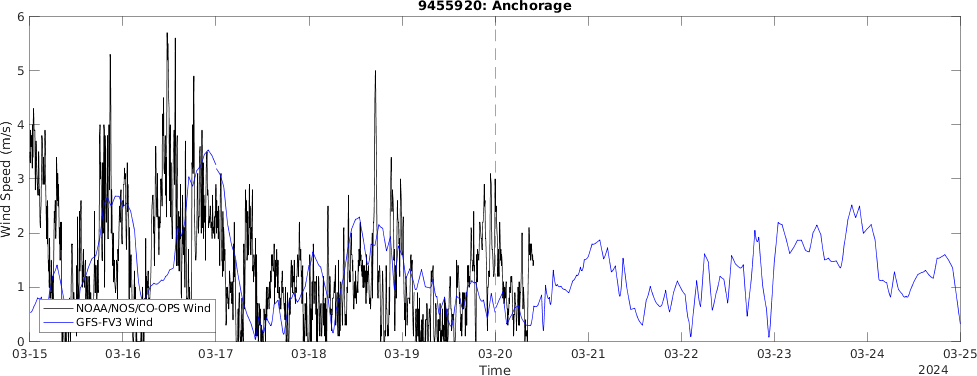 9455920: Anchorage
Wind Speed (m/s)
6
5
4
3
2
1
0
NOAA/NOS/CO-OPS Wind
GFS-FV3 Wind
03-15 03-16 03-17 03-18 03-19 03-20 03-21 03-22 03-23 03-24 03-25
Time
2024